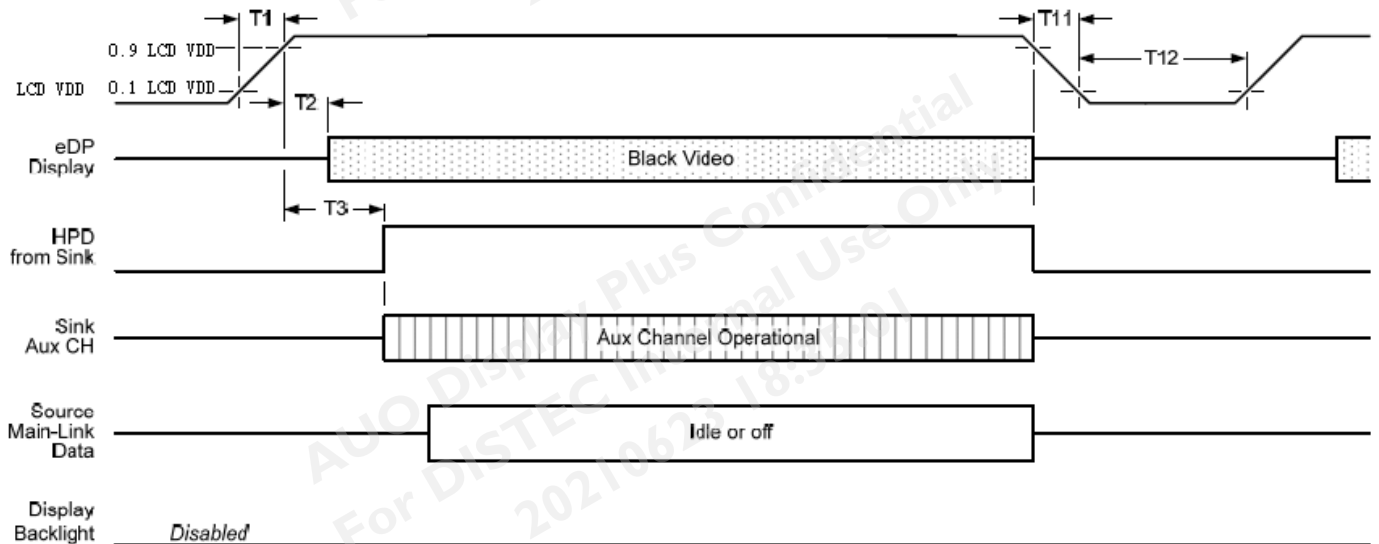 T1
T11
0.9 LCD VDD
T12
LCD VDD 0.1 LCD VDD
T2
eDP
Display
Black Video
T3
HPD
from Sink
Sink
Aux CH
Aux Channel Operational
Source
Main-Link
Data
Idle or off
Display
Backlight
Disabled
AUO Display Plus Confidential
For DISTEC Internal Use Only
20210623 18:35:01